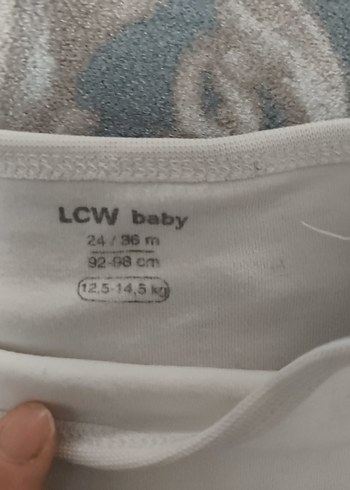 LCW baby
24 / 36 m
92-98 cm
12,5-14,5 kg